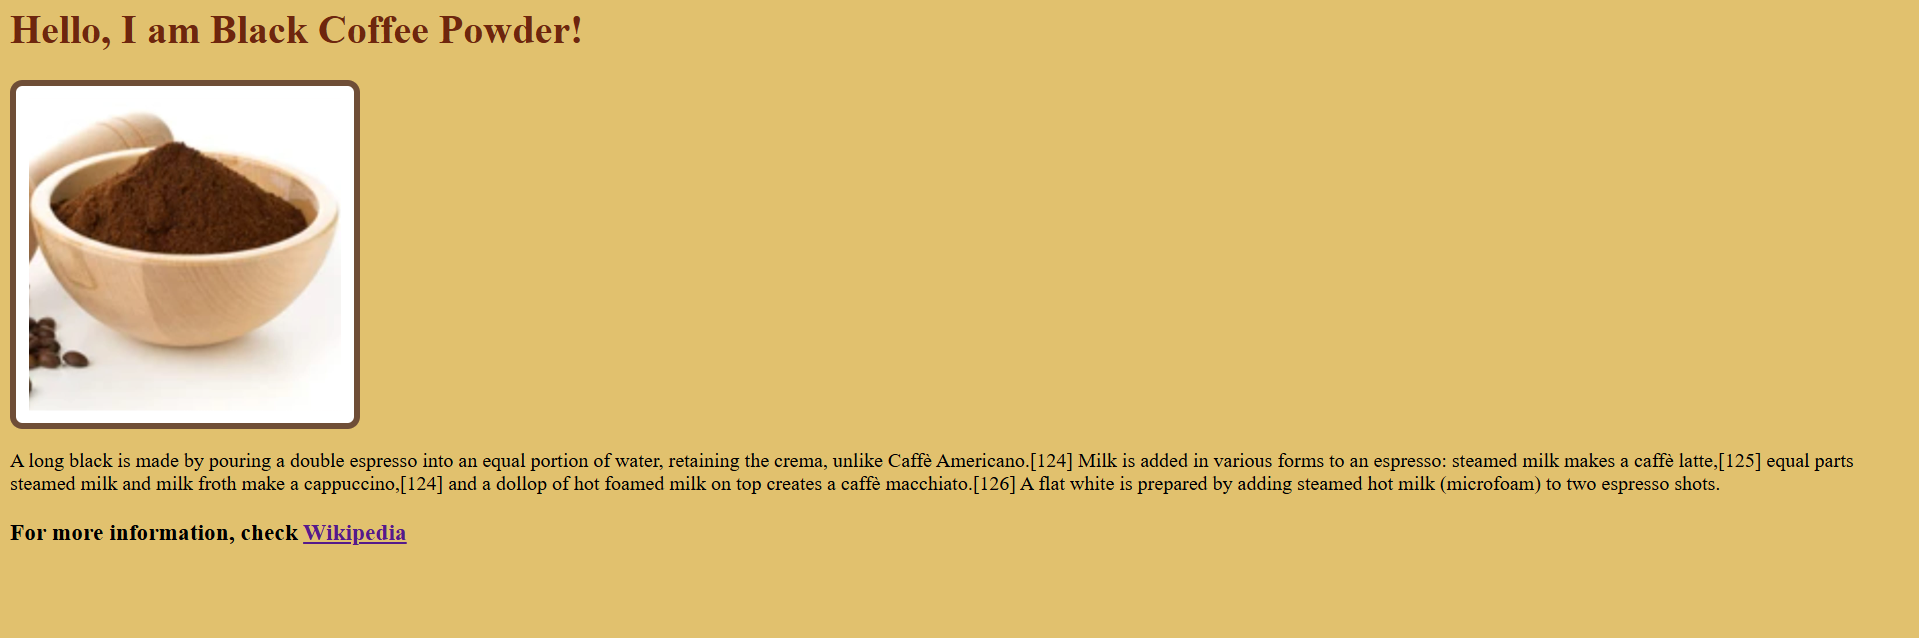 Hello, I am Black Coffee Powder!
A long black is made by pouring a double espresso into an equal portion of water, retaining the crema, unlike Caffè Americano.[124] Milk is added in various forms to an espresso: steamed milk makes a caffè latte,[125] equal parts
steamed milk and milk froth make a cappuccino,[124] and a dollop of hot foamed milk on top creates a caffè macchiato.[126] A flat white is prepared by adding steamed hot milk (microfoam) to two espresso shots.
For more information, check Wikipedia